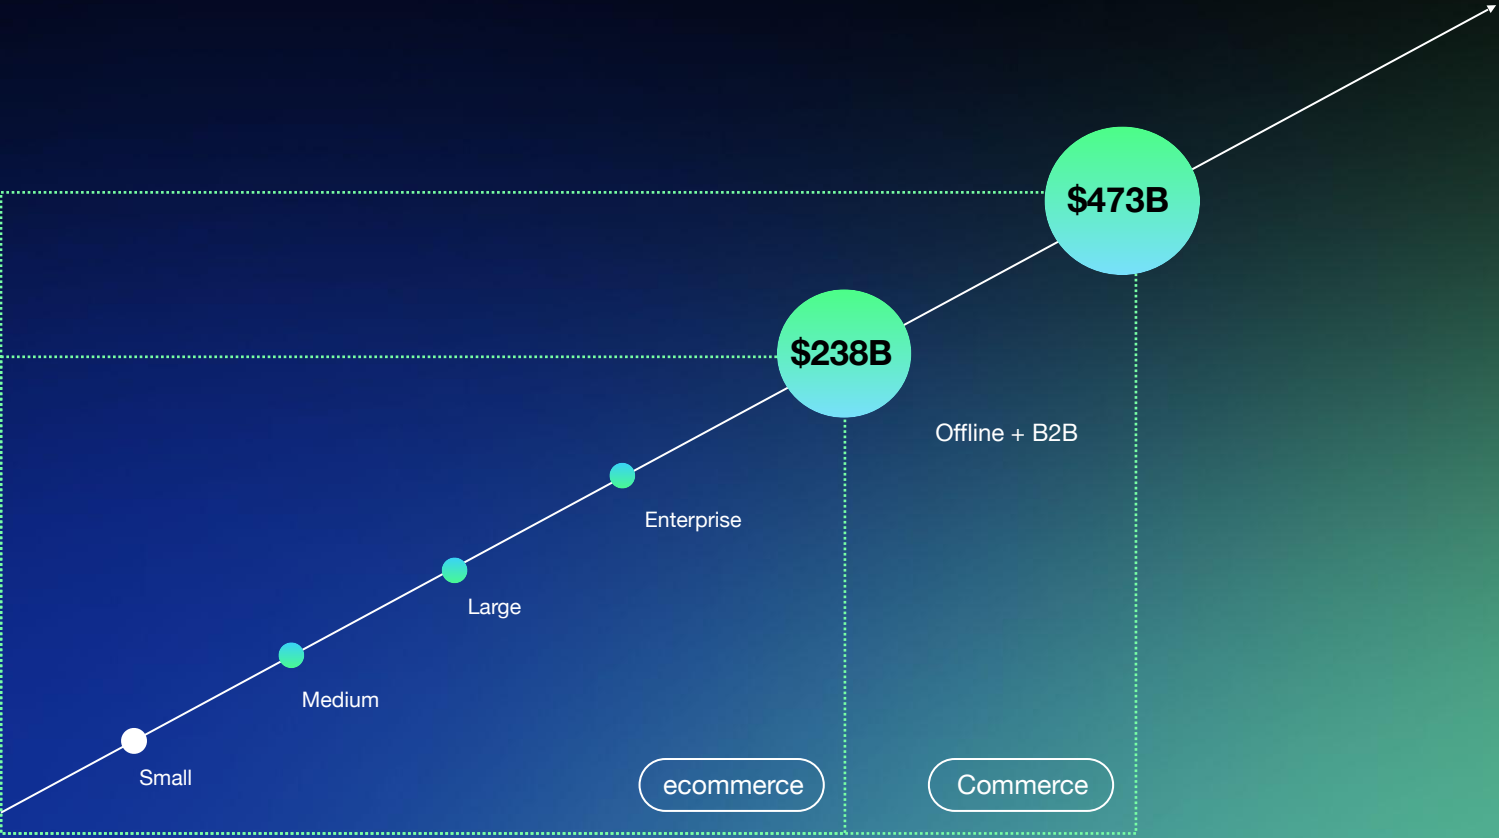 $473B
$238B
Offline + B2B
Enterprise
Large
Medium
Small
ecommerce
Commerce